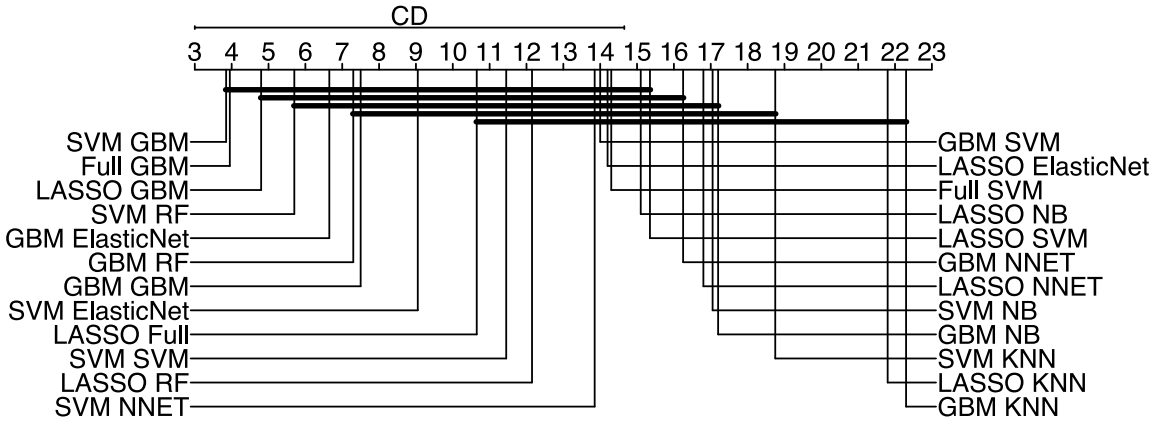 CD
3 4 5 6 7 8 9 10 11 12 13 14 15 16 17 18 19 20 21 22 23
SVM GBM
Full GBM
LASSO GBM
SVM RF
GBM ElasticNet
GBM RF
GBM GBM
SVM ElasticNet
LASSO Full
SVM SVM
LASSO RF
SVM NNET
GBM SVM
LASSO ElasticNet
Full SVM
LASSO NB
LASSO SVM
GBM NNET
LASSO NNET
SVM NB
GBM NB
SVM KNN
LASSO KNN
GBM KNN